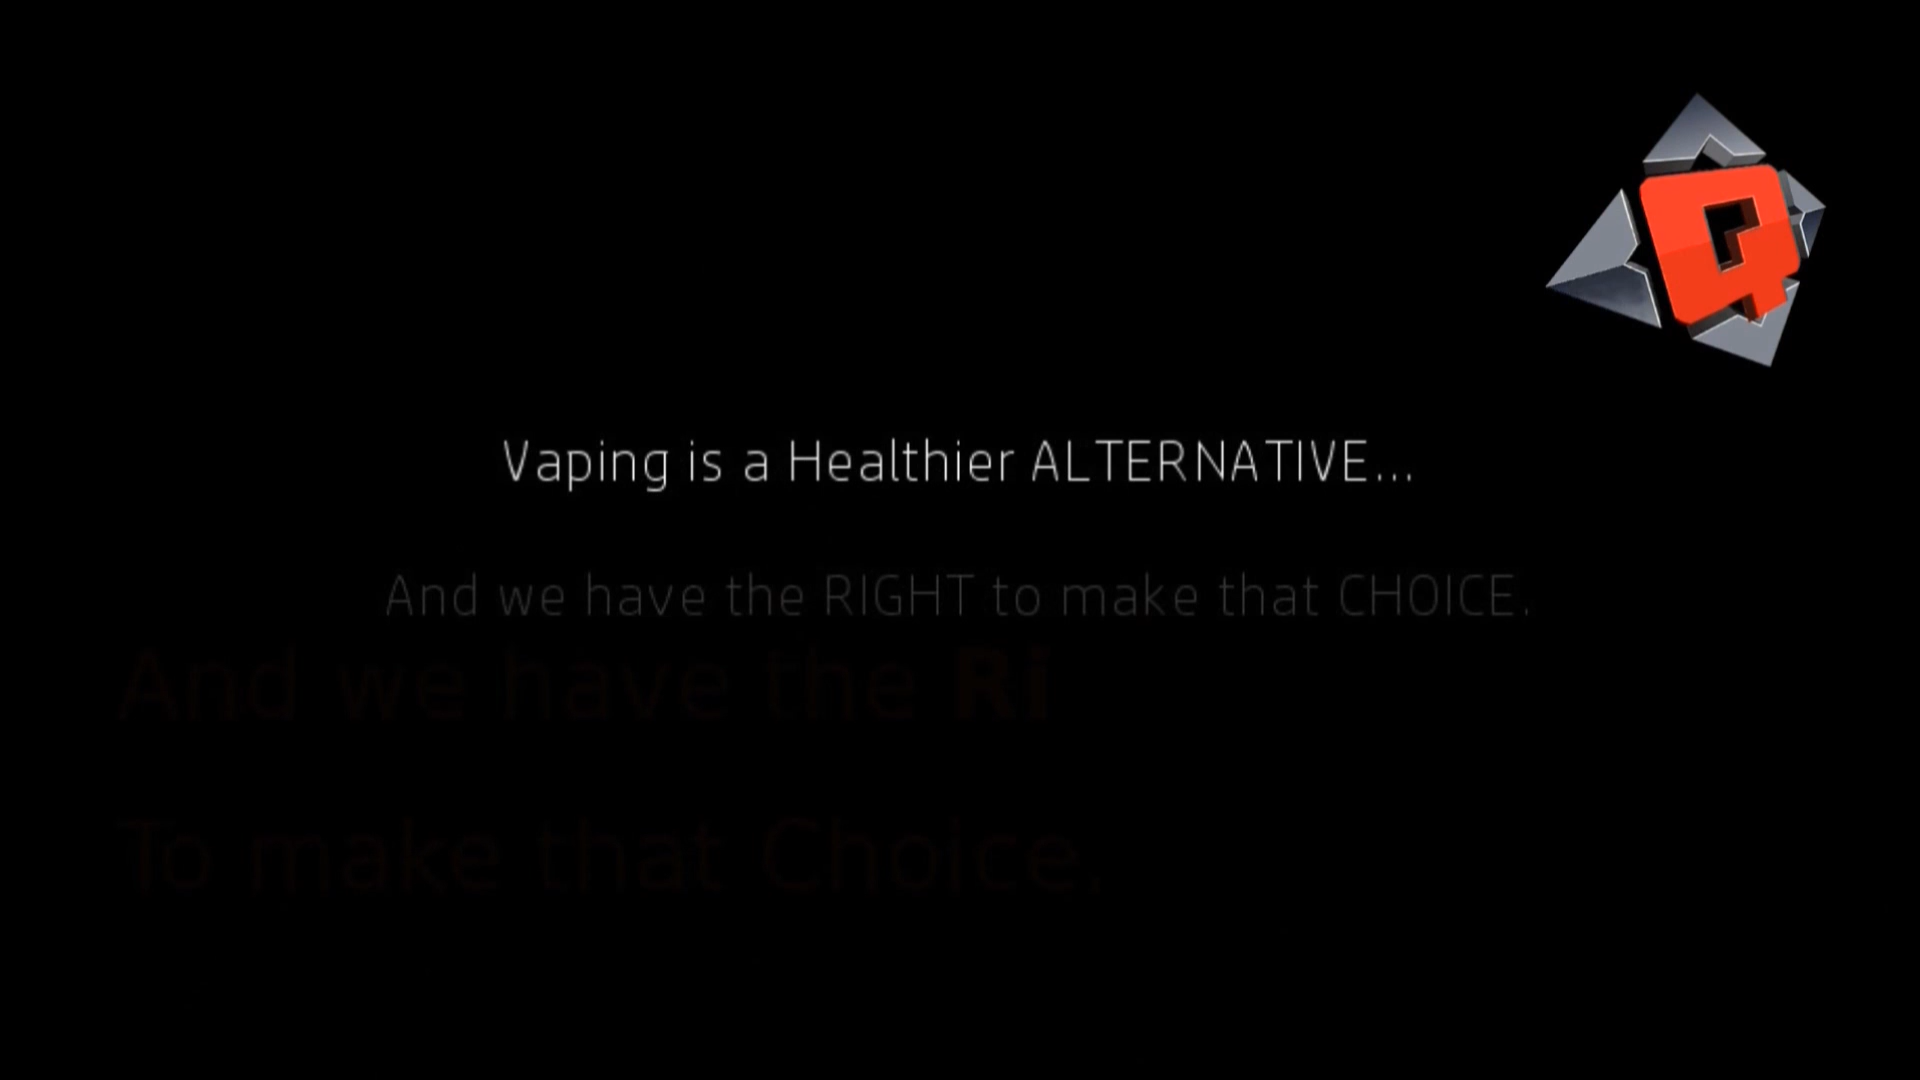 Vaping is a Healthier ALTERNATIVE...
And we have the RIGHT to make that CHOICE.
And we have the Ri
To make that Choice.